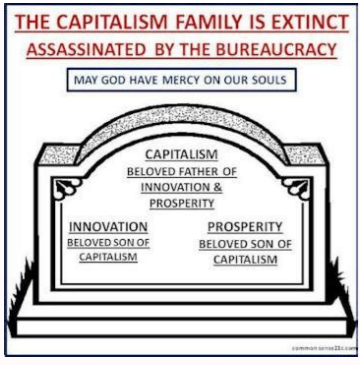 THE CAPITALISM FAMILY IS EXTINCT
ASSASSINATED BY THE BUREAUCRACY
MAY GOD HAVE MERCY ON OUR SOULS
CAPITALISM
BELOVED FATHER OF
INNOVATION &
PROSPERITY
INNOVATION
BELOVED SON OF
CAPITALISM
PROSPERITY
BELOVED SON OF
CAPITALISM